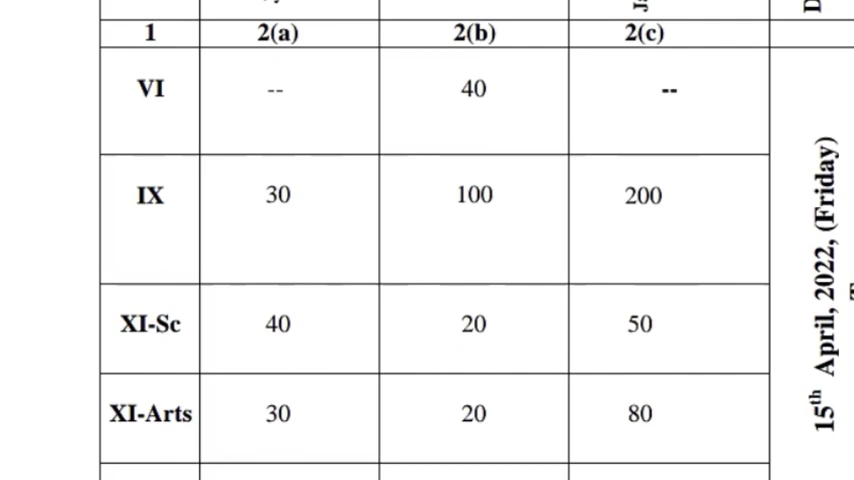 1 2(a) 2(b) 2(c)
VI -- 40 --
IX 30 100 200
XI-Sc 40 20 50
XI-Arts 30 20 80
15th April, 2022, (Friday)